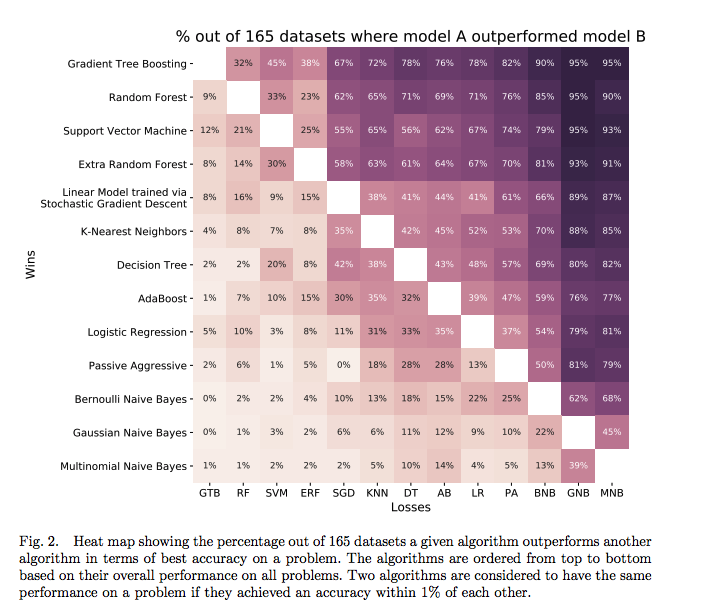 % out of 165 datasets where model A outperformed model B
Gradient Tree Boosting 32% 45% 38% 67% 72% 78% 76% 78% 82% 90% 95% 95%
Random Forest 9% 33% 23% 62% 65% 71% 69% 71% 76% 85% 95% 90%
Support Vector Machine 12% 21% 25% 55% 65% 56% 62% 67% 74% 79% 95% 93%
Extra Random Forest 8% 14% 30% 58% 63% 61% 64% 67% 70% 81% 93% 91%
Linear Model trained via
Stochastic Gradient Descent 8% 16% 9% 15% 38% 41% 44% 41% 61% 66% 89% 87%
K-Nearest Neighbors 4% 8% 7% 8% 35% 42% 45% 52% 53% 70% 88% 85%
Wins
Decision Tree 2% 2% 20% 8% 42% 38% 43% 48% 57% 69% 80% 82%
AdaBoost 1% 7% 10% 15% 30% 35% 32% 39% 47% 59% 76% 77%
Logistic Regression 5% 10% 3% 8% 11% 31% 33% 35% 37% 54% 79% 81%
Passive Aggressive 2% 6% 1% 5% 0% 18% 28% 28% 13% 50% 81% 79%
Bernoulli Naive Bayes 0% 2% 2% 4% 10% 13% 18% 15% 22% 25% 62% 68%
Gaussian Naive Bayes 0% 1% 3% 2% 6% 6% 11% 12% 9% 10% 22% 45%
Multinomial Naive Bayes 1% 1% 2% 2% 2% 5% 10% 14% 4% 5% 13% 39%
GTB RF SVM ERF SGD KNN DT AB LR PA BNB GNB MNB
Losses
Fig. 2. Heat map showing the percentage out of 165 datasets a given algorithm outperforms another
algorithm in terms of best accuracy on a problem. The algorithms are ordered from top to bottom
based on their overall performance on all problems. Two algorithms are considered to have the same
performance on a problem if they achieved an accuracy within 1% of each other.